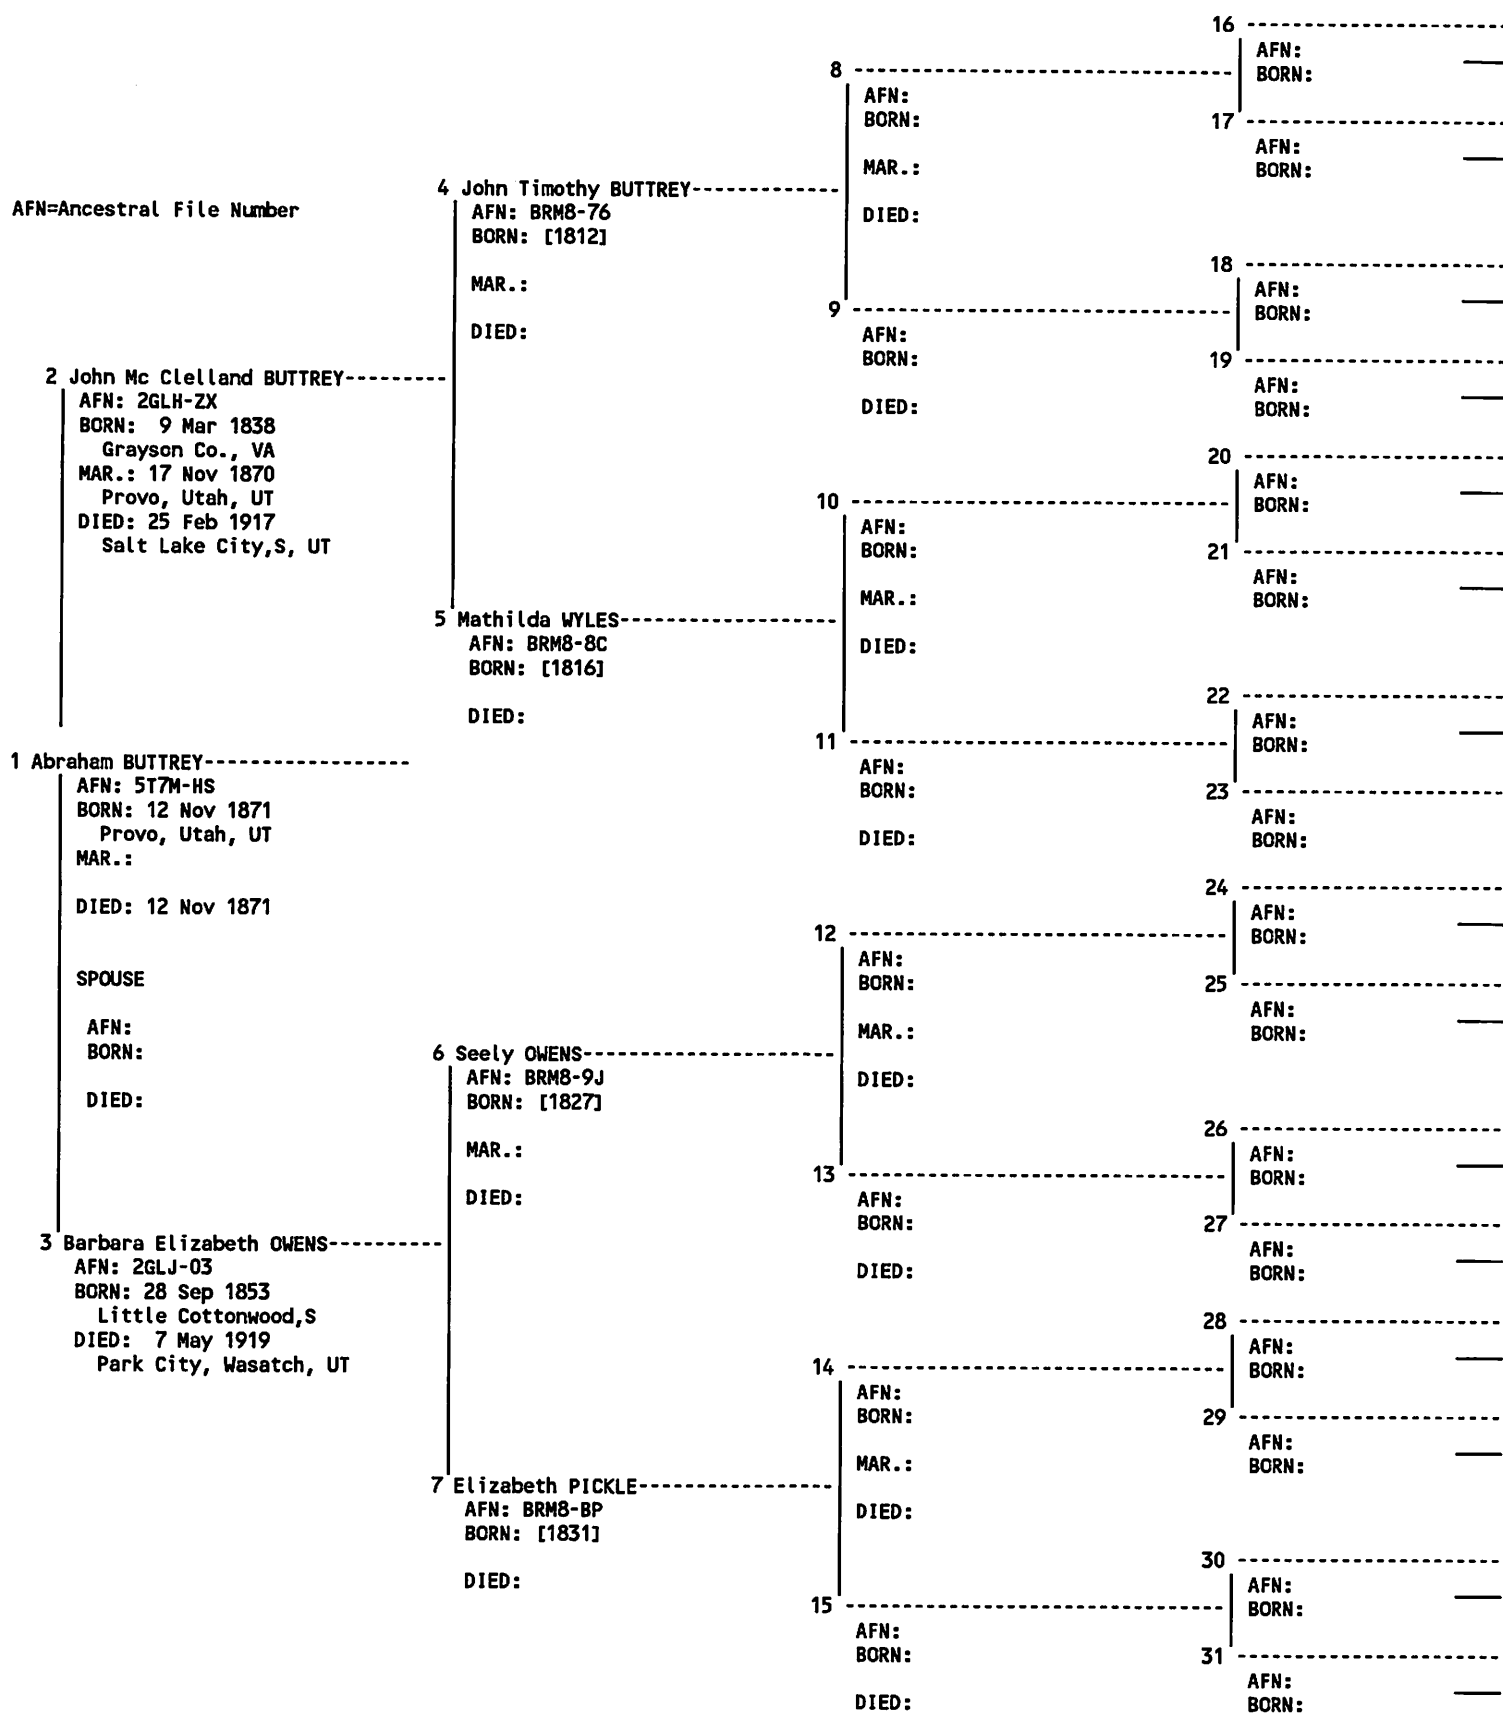 AFN=Ancestral File Number
1 Abraham BUTTREY-----------------
AFN: 5T7M-HS
BORN: 12 Nov 1871
Provo, Utah, UT
MAR.:
DIED: 12 Nov 1871
SPOUSE
AFN:
BORN:
DIED:
2 John Mc Clelland BUTTREY---------
AFN: 2GLH-ZX
BORN:  9 Mar 1838
Grayson Co., VA
MAR.: 17 Nov 1870
Provo, Utah, UT
DIED: 25 Feb 1917
Salt Lake City,S, UT
3 Barbara Elizabeth OWENS----------
AFN: 2GLJ-03
BORN: 28 Sep 1853
Little Cottonwood,S
DIED:  7 May 1919
Park City, Wasatch, UT
4 John Timothy BUTTREY-------------
AFN: BRM8-76
BORN: [1812]
MAR.:
DIED:
5 Mathilda WYLES-------------------
AFN: BRM8-8C
BORN: [1816]
DIED:
6 Seely OWENS----------------------
AFN: BRM8-9J
BORN: [1827]
MAR.:
DIED:
7 Elizabeth PICKLE-----------------
AFN: BRM8-BP
BORN: [1831]
DIED:
8 --------------------------------
AFN:
BORN:
MAR.:
DIED:
9 --------------------------------
AFN:
BORN:
DIED:
10 --------------------------------
AFN:
BORN:
MAR.:
DIED:
11 --------------------------------
AFN:
BORN:
DIED:
12 --------------------------------
AFN:
BORN:
MAR.:
DIED:
13 --------------------------------
AFN:
BORN:
DIED:
14 --------------------------------
AFN:
BORN:
MAR.:
DIED:
15 --------------------------------
AFN:
BORN:
DIED:
16 ----------------------
AFN:
BORN:
17 ----------------------
AFN:
BORN:
18 ----------------------
AFN:
BORN:
19 ----------------------
AFN:
BORN:
20 ----------------------
AFN:
BORN:
21 ----------------------
AFN:
BORN:
22 ----------------------
AFN:
BORN:
23 ----------------------
AFN:
BORN:
24 ----------------------
AFN:
BORN:
25 ----------------------
AFN:
BORN:
26 ----------------------
AFN:
BORN:
27 ----------------------
AFN:
BORN:
28 ----------------------
AFN:
BORN:
29 ----------------------
AFN:
BORN:
30 ----------------------
AFN:
BORN:
31 ----------------------
AFN:
BORN: